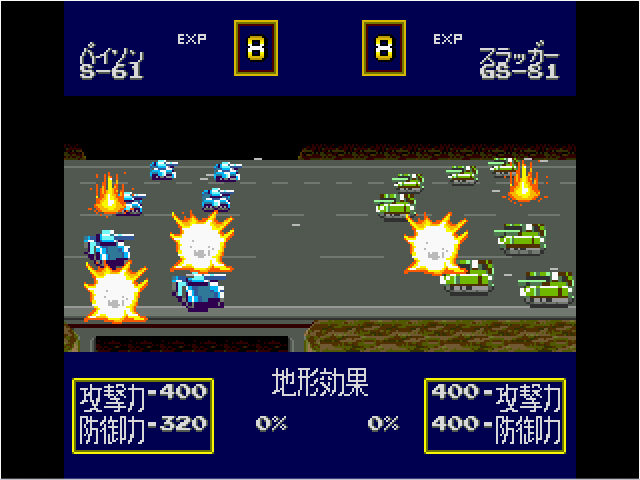 バイソン
S-61
EXP
8
8
EXP
スラッガー
GS-81
地形効果
攻撃力-400
防御力-320
0%
0%
400-攻撃力
400-防御力